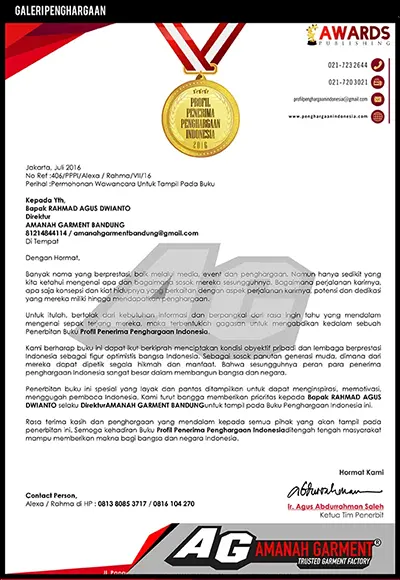 GALERIPENGHARGAAN
i AWARDS
PUBLISHING
021-723 2644
021-720 3021
profilpenghargaanindonesia@gmail.com
www.penghargaanindonesia.com
PROFIL
PENERIMA
PENGHARGAAN
INDONESIA
2016
Jakarta, Juli 2016
No Ref :406/PPPI/Alexa / Rahma/VII/16
Perihal :Permohonan Wawancara Untuk Tampil Pada Buku
Kepada Yth,
Bapak RAHMAD AGUS DWIANTO
Direktur
AMANAH GARMENT BANDUNG
81214844114 / amanahgarmentbandung@gmail.com
Di Tempat
Dengan Hormat,
Banyak nama yang berprestasi, baik melalui media, event dan penghargaan. Namun hanya sedikit yang
kita ketahui mengenai apa dan bagaimana sosok mereka sesungguhnya. Bagaimana perjalanan karirnya,
apa saja konsepsi dan kiat hidupnya yang berkaitan dengan aspek perjalanan karirnya, potensi dan dedikasi
yang mereka miliki hingga mendapatkan penghargaan.
Untuk itulah, bertolak dari kebutuhan informasi dan berpangkal dari rasa ingin tahu yang mendalam
mengenai sepak terjang mereka, maka terbentuklah gagasan untuk mengabdikan kedalam sebuah
Penerbitan Buku Profil Penerima Penghargaan Indonesia.
Kami berharap buku ini dapat ikut berkiprah menciptakan kondisi obyektif pribadi dan lembaga berprestasi
Indonesia sebagai figur optimistis bangsa Indonesia. Sebagai sosok panutan generasi muda, dimana dari
mereka dapat dipetik segala hikmah dan manfaat. Bahwa sesungguhnya peran para penerima
penghargaan Indonesia sangat besar dalam membangun bangsa dan negara.
Penerbitan buku ini spesial yang layak dan pantas ditampilkan untuk dapat menginspirasi, memotivasi,
menggugah pembaca Indonesia. Kami turut bangga memberikan prioritas kepada Bapak RAHMAD AGUS
DWIANTO selaku DirekturAMANAH GARMENT BANDUNGuntuk tampil pada Buku Penghargaan Indonesia ini.
Rasa terima kasih dan penghargaan yang mendalam kepada semua pihak yang akan tampil pada
penerbitan ini. Semoga kehadiran Buku Profil Penerima Penghargaan Indonesiaditengah tengah masyarakat
mampu memberikan makna bagi bangsa dan negara Indonesia.
Hormat Kami
Ir. Agus Abdurrohman Saleh
Ketua Tim Penerbit
Contact Person,
Alexa / Rahma di HP : 0813 8085 3717 / 0816 104 270
AG
AG AMANAH GARMENT®
TRUSTED GARMENT FACTORY